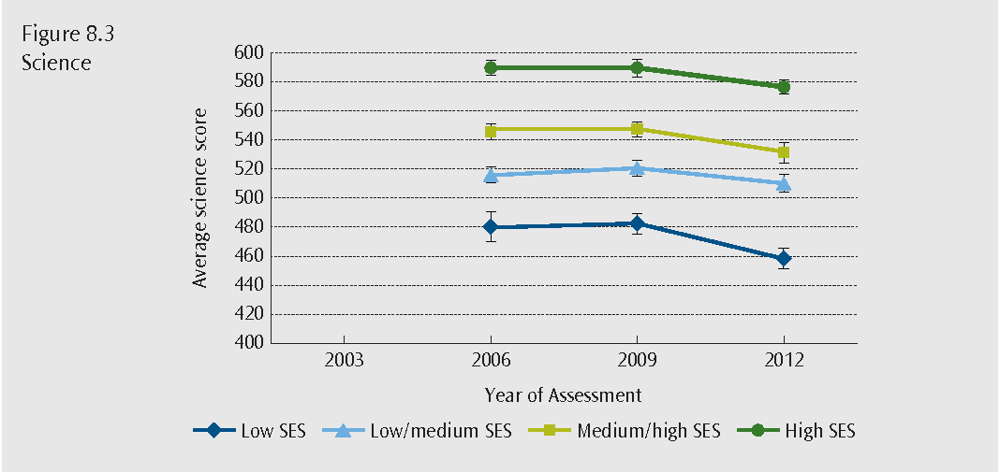 Figure 8.3
Science
600
580
560
540
520
500
480
460
440
420
400
Average science score
2003 2006 2009 2012
Year of Assessment
Low SES Low/medium SES Medium/high SES High SES